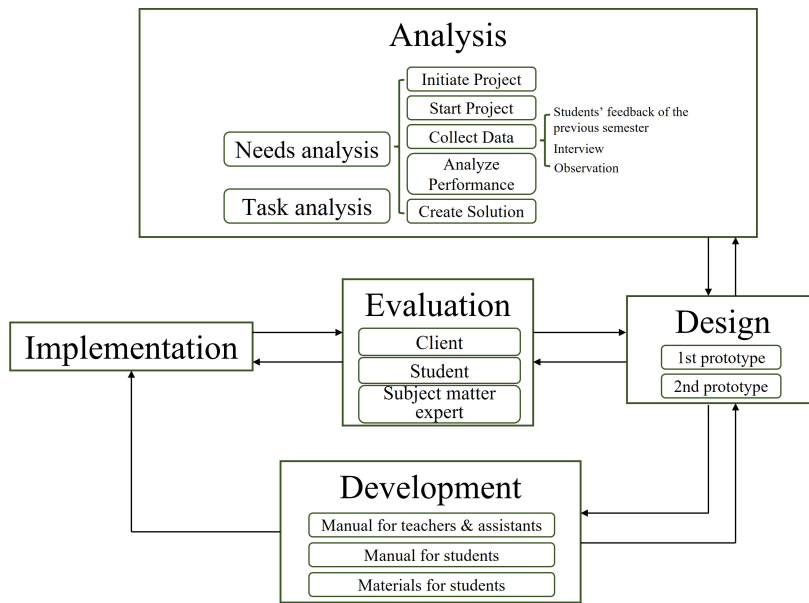 Analysis
Initiate Project
Start Project
Collect Data
Analyze
Performance
Create Solution
Students’ feedback of the
previous semester
Interview
Observation
Needs analysis
Task analysis
Implementation
Evaluation
Client
Student
Subject matter
expert
Design
1st prototype
2nd prototype
Development
Manual for teachers & assistants
Manual for students
Materials for students